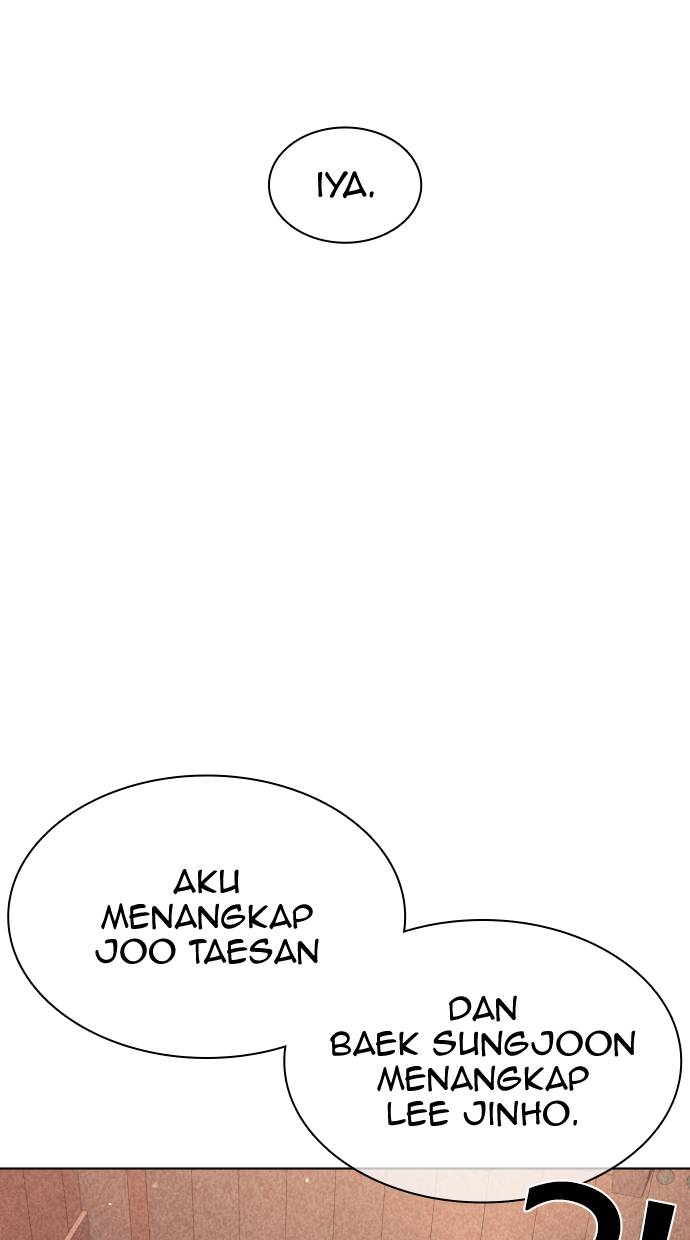 IYA.
AKU
MENANGKAP
JOO TAESAN
DAN
BAEK SUNGJOON
MENANGKAP
LEE JINHO.
?!